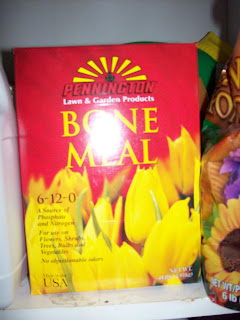 PENNINGTON
Lawn & Garden Products
BONE
MEAL
6-12-0
A Source of
Phosphate
and Nitrogen
For use on
Flowers, Shrubs,
Trees, Bulbs and
Vegetables
No objectionable odors
USA
NET WT